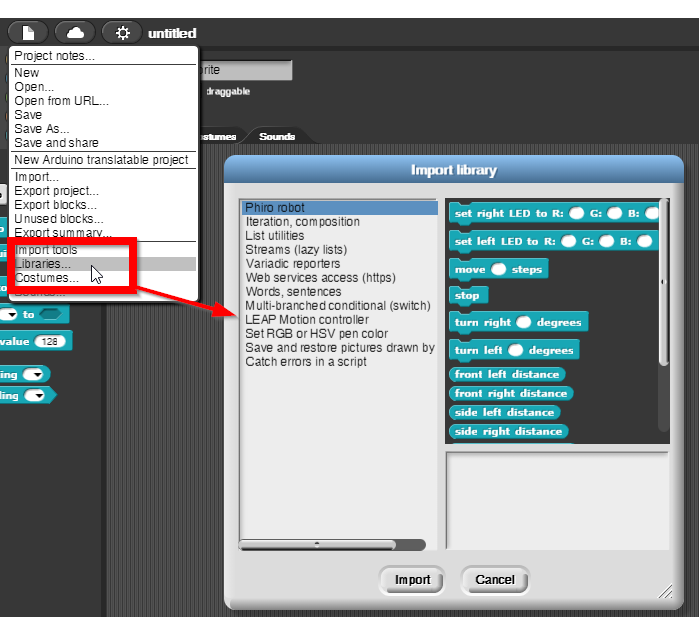 untitled
Project notes...
New
Open...
Open from URL...
Save
Save As...
Save and share
New Arduino translatable project
Import...
Export project...
Export blocks...
Unused blocks...
Export summary...
Import tools
Libraries...
Costumes...
Sounds...
draggable
Sounds
to
value 128
Import library
Phiro robot
Iteration, composition
List utilities
Streams (lazy lists)
Variadic reporters
Web services access (https)
Words, sentences
Multi-branched conditional (switch)
LEAP Motion controller
Set RGB or HSV pen color
Save and restore pictures drawn by
Catch errors in a script
set right LED to R: G: B:
set left LED to R: G: B:
move steps
stop
turn right degrees
turn left degrees
front left distance
front right distance
side left distance
side right distance
Import
Cancel